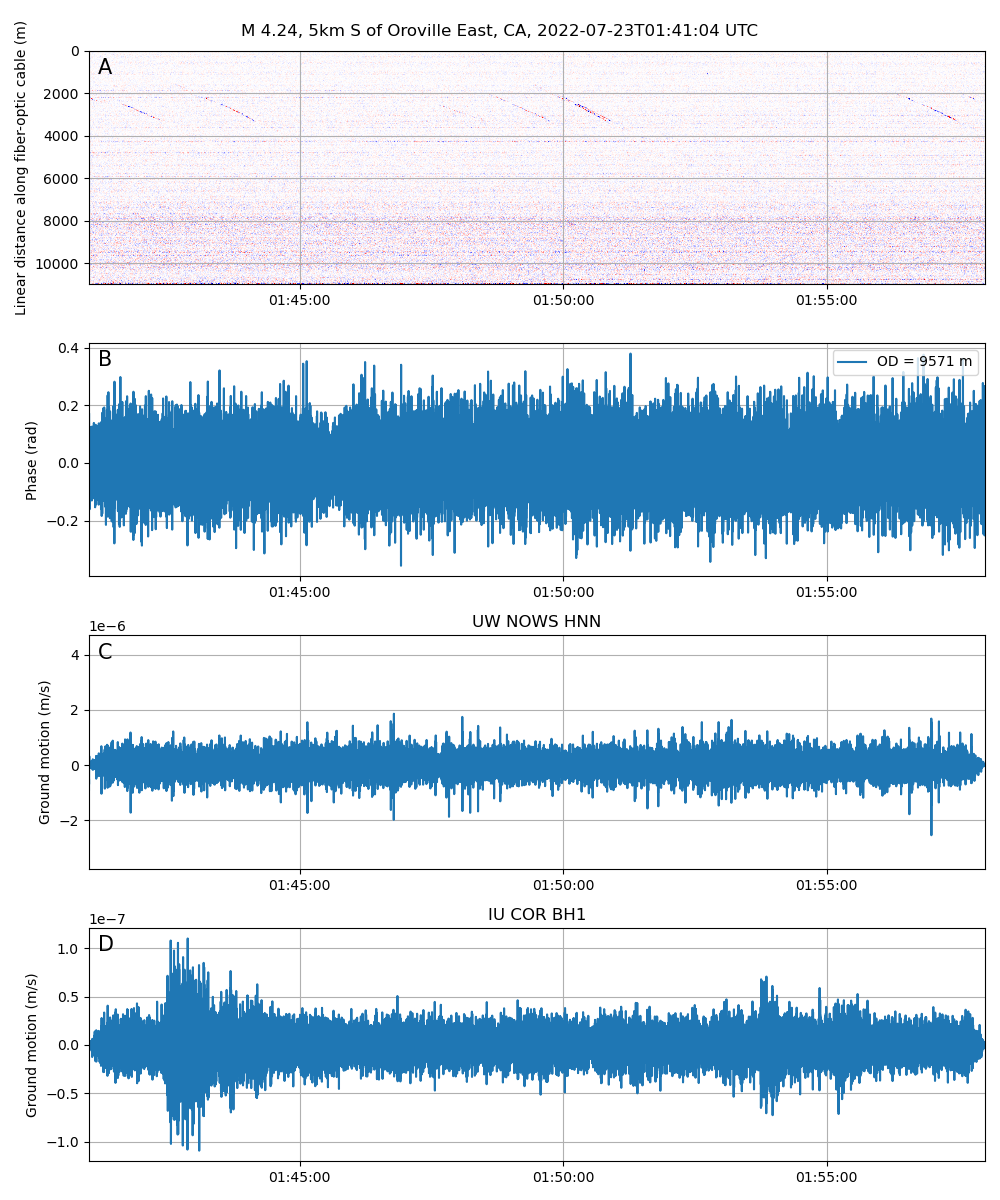 M 4.24, 5km S of Oroville East, CA, 2022-07-23T01:41:04 UTC
Linear distance along fiber-optic cable (m)
A
0
2000
4000
6000
8000
10000
01:45:00 01:50:00 01:55:00
B
OD = 9571 m
Phase (rad)
0.4
0.2
0.0
−0.2
01:45:00 01:50:00 01:55:00
UW NOWS HNN
1e−6
C
Ground motion (m/s)
4
2
0
−2
01:45:00 01:50:00 01:55:00
IU COR BH1
1e−7
D
Ground motion (m/s)
1.0
0.5
0.0
−0.5
−1.0
01:45:00 01:50:00 01:55:00